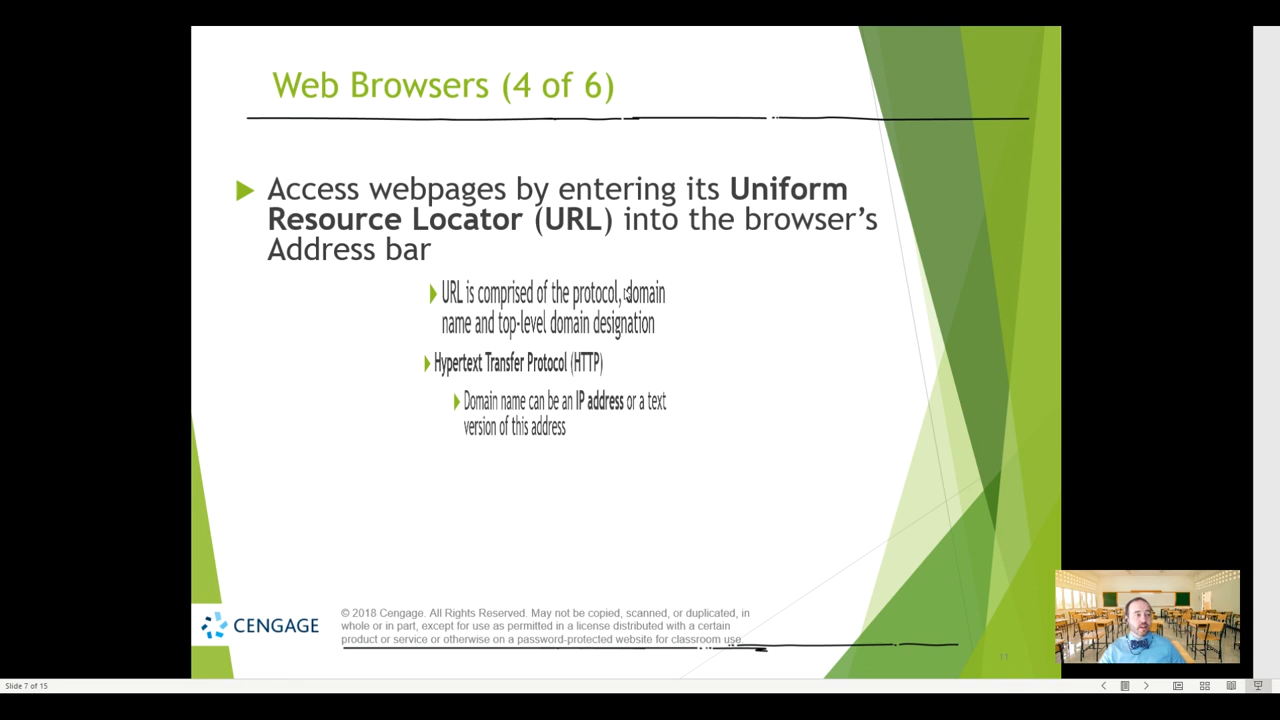 Web Browsers (4 of 6)
Access webpages by entering its Uniform
Resource Locator (URL) into the browser's
Address bar
URL is comprised of the protocol, domain
name and top-level domain designation
Hypertext Transfer Protocol (HTTP)
Domain name can be an IP address or a text
version of this address
CENGAGE
© 2018 Cengage. All Rights Reserved. May not be copied, scanned, or duplicated, in
whole or in part, except for use as permitted in a license distributed with a certain
product or service or otherwise on a password-protected website for classroom use.
11
Slide 7 of 15